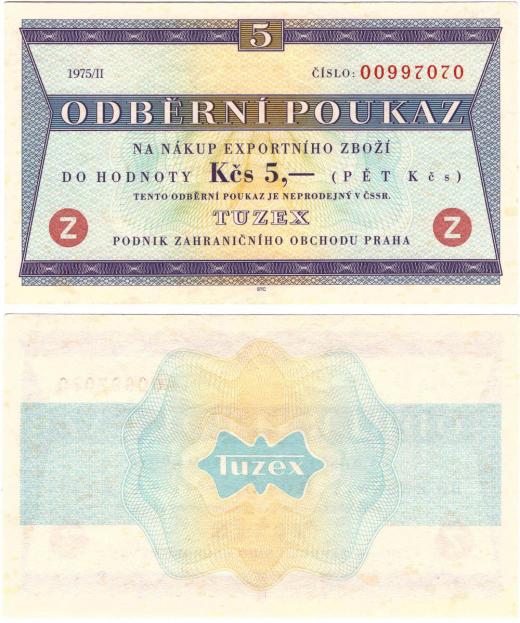 5
1975/II ČÍSLO: 00997070
ODBĚRNÍ POUKAZ
NA NÁKUP EXPORTNÍHO ZBOŽÍ
DO HODNOTY Kčs 5,— (PĚT Kčs)
TENTO ODBĚRNÍ POUKAZ JE NEPRODEJNÝ V ČSSR.
Z TUZEX Z
PODNIK ZAHRANIČNÍHO OBCHODU PRAHA
STC
Tuzex